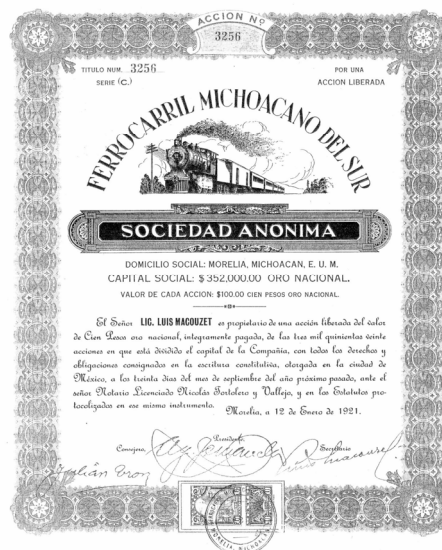 ACCION Nº
3256
TITULO NUM. 3256
SERIE (C.)
POR UNA
ACCION LIBERADA
FERROCARRIL MICHOACANO DEL SUR
SOCIEDAD ANONIMA
DOMICILIO SOCIAL: MORELIA, MICHOACAN, E. U. M.
CAPITAL SOCIAL: $352,000.00 ORO NACIONAL.
VALOR DE CADA ACCION: $100.00 CIEN PESOS ORO NACIONAL.
El Señor LIC. LUIS MACOUZET es propietario de una acción liberada del valor
de Cien Pesos oro nacional, integramente pagada, de las tres mil quinientas veinte
acciones en que está dividido el capital de la Compañía, con todos los derechos y
obligaciones consignados en la escritura constitutiva, otorgada en la ciudad de
México, a los treinta días del mes de septiembre del año próximo pasado, ante el
señor Notario Licenciado Nicolás Tortolero y Vallejo, y en los Estatutos pro-
tocolizados en ese mismo instrumento.
Morelia, a 12 de Enero de 1921.
Presidente,
Consejero,
Secretario
MORELIA, MICHOACAN